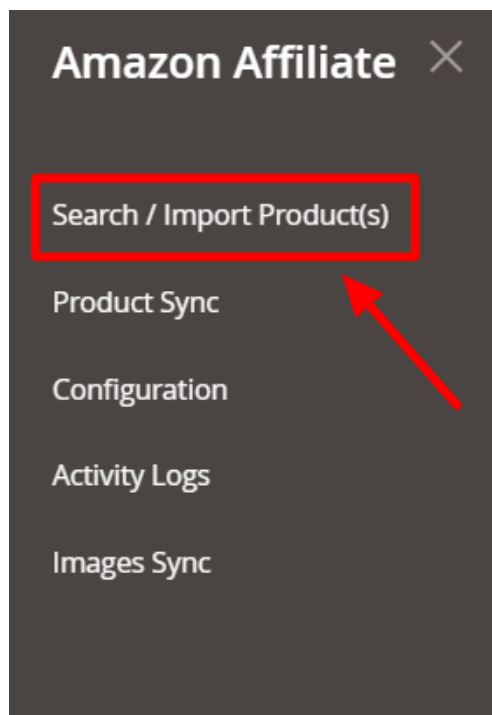 Amazon Affiliate
Search / Import Product(s)
Product Sync
Configuration
Activity Logs
Images Sync